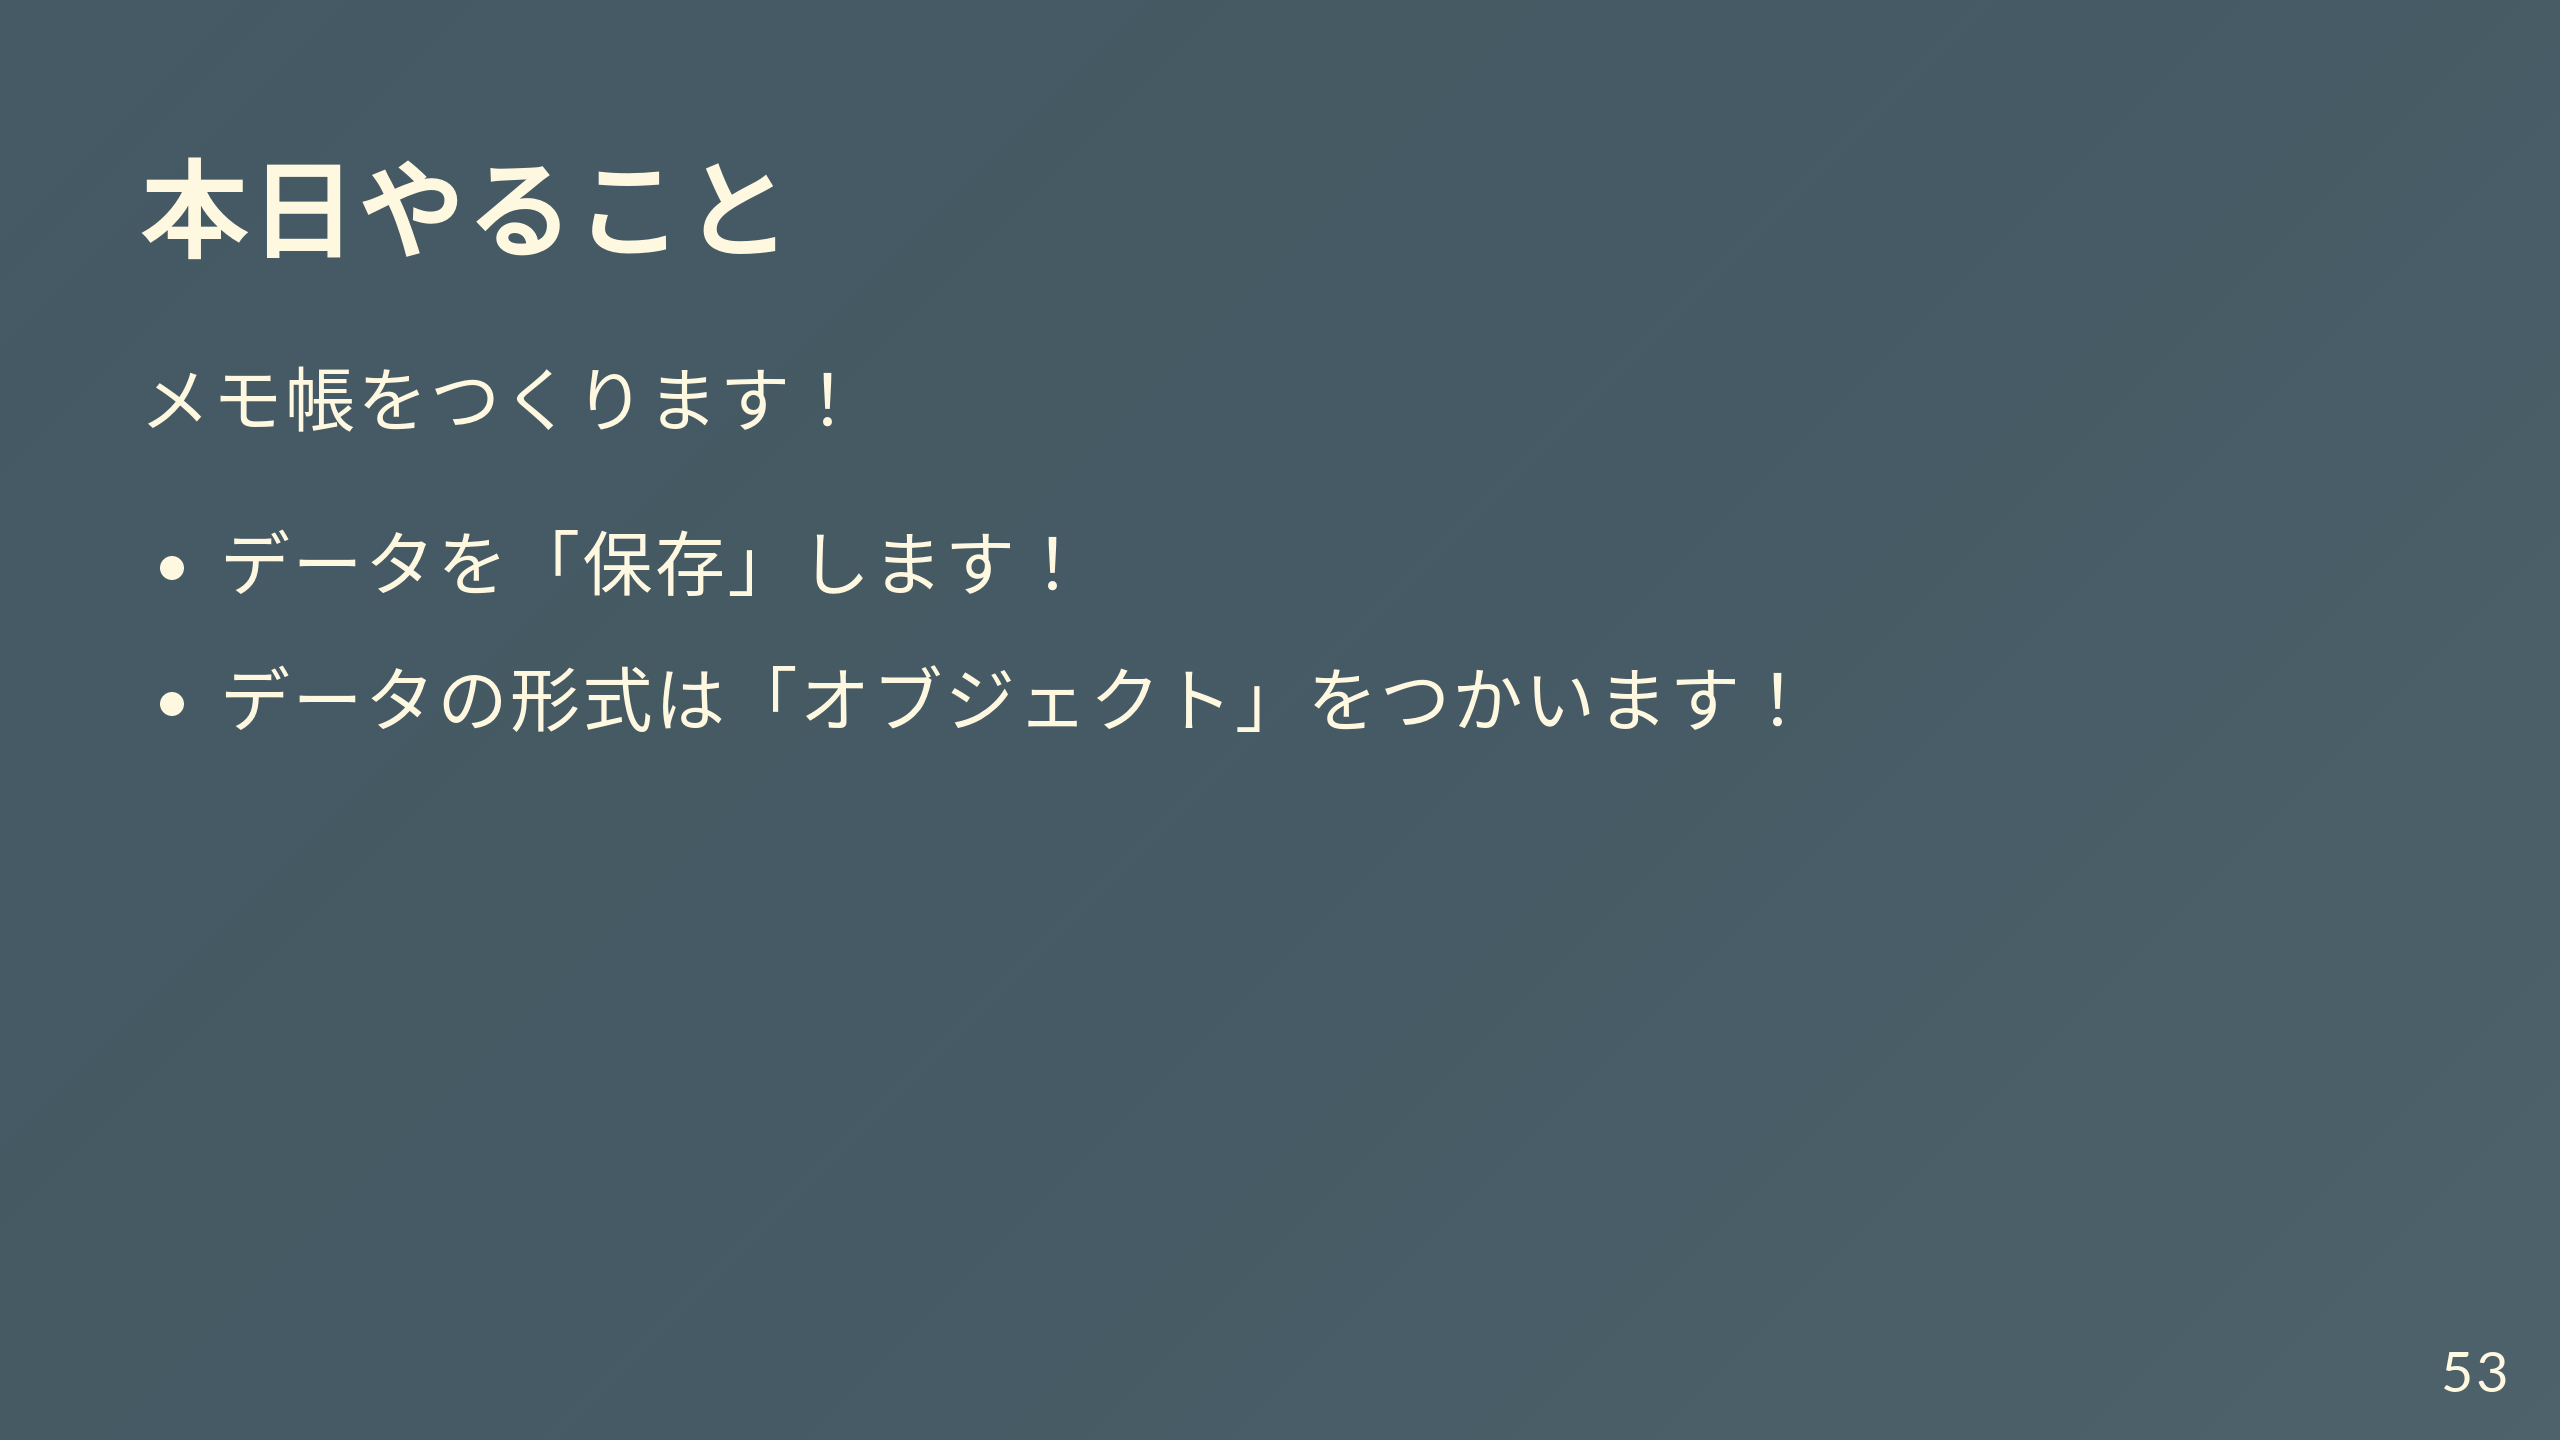 本日やること
メモ帳をつくります！
• データを「保存」します！
• データの形式は「オブジェクト」をつかいます！
53